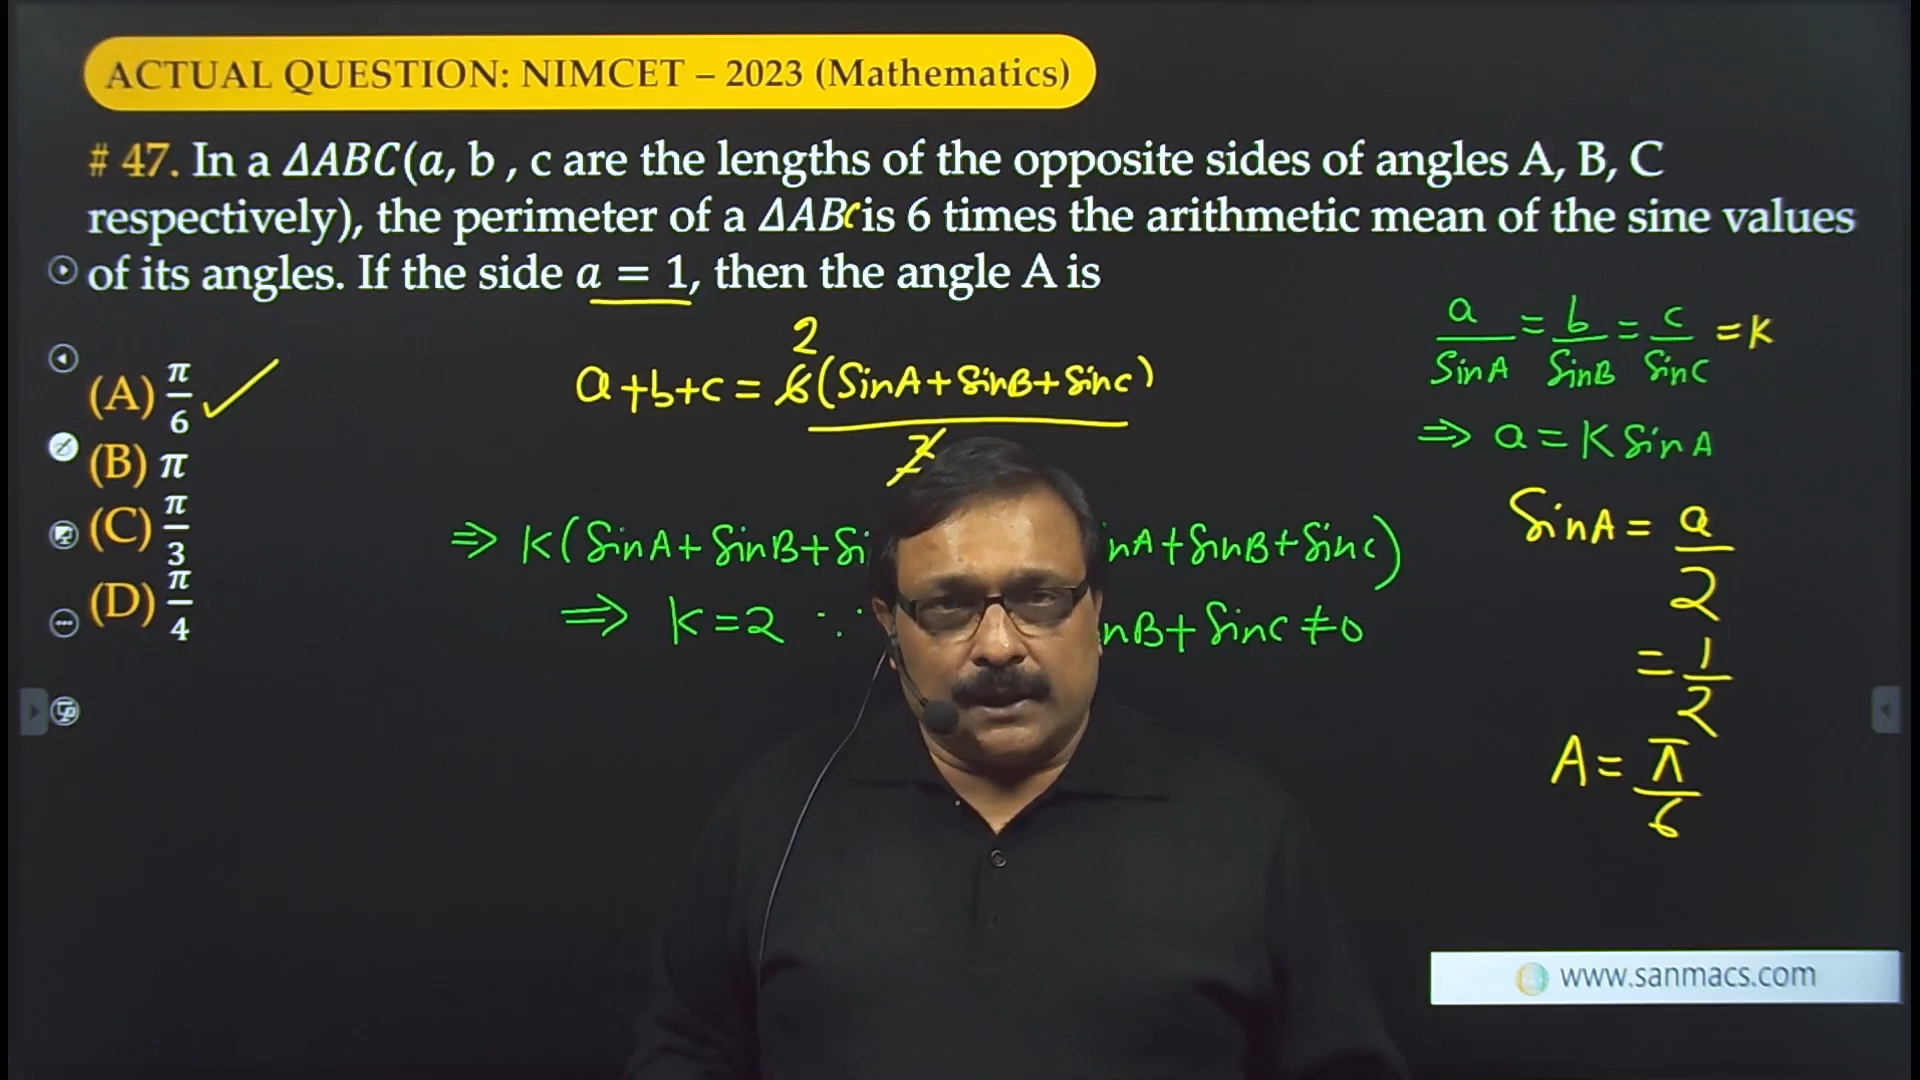 ACTUAL QUESTION: NIMCET – 2023 (Mathematics)
# 47. In a ΔABC(a, b , c are the lengths of the opposite sides of angles A, B, C
respectively), the perimeter of a ΔABC is 6 times the arithmetic mean of the sine values
of its angles. If the side a = 1, then the angle A is
(A) π/6 ✓
(B) π
(C) π/3
(D) π/4
2
a+b+c = 6(SinA+SinB+SinC)
3
⇒ K(SinA+SinB+Si nA+SinB+SinC)
⇒ K=2 ∵ nB+SinC≠0
a/SinA = b/SinB = c/SinC = K
⇒ a = K SinA
SinA = a/2
= 1/2
A = π/6
www.sanmacs.com